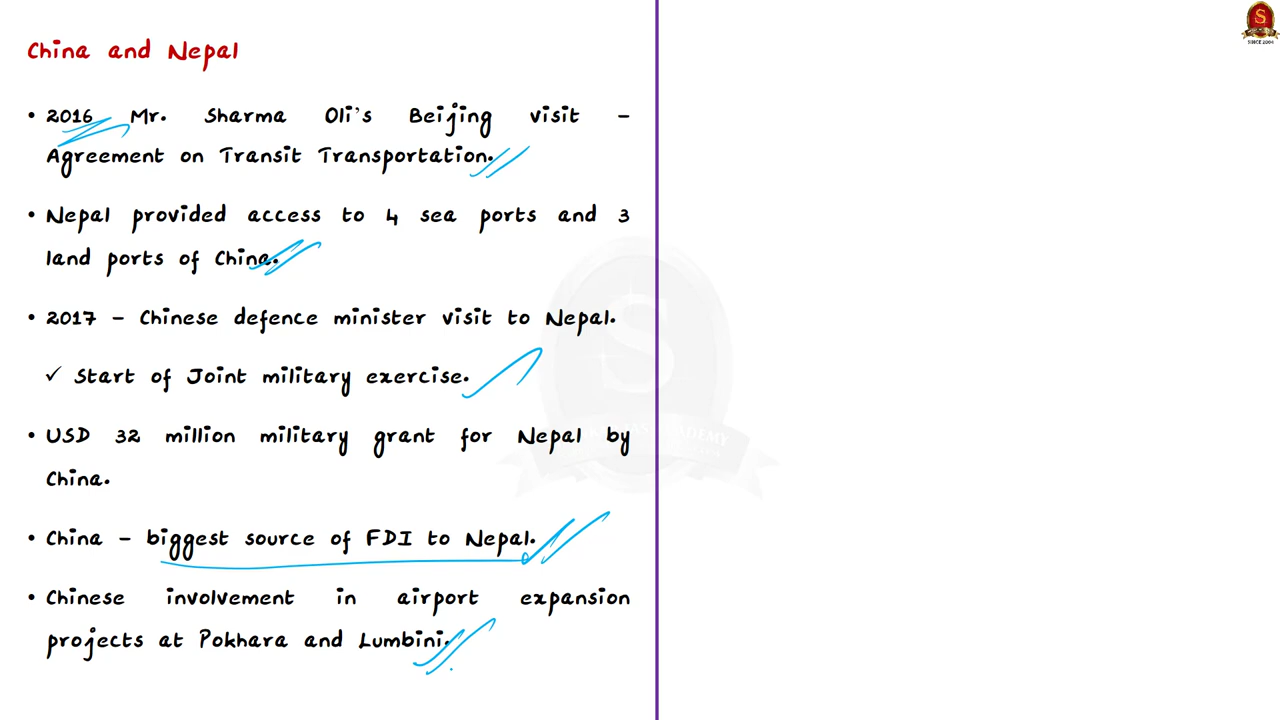 China and Nepal
• 2016 Mr. Sharma Oli's Beijing visit –
Agreement on Transit Transportation.
• Nepal provided access to 4 sea ports and 3
land ports of China.
• 2017 – Chinese defence minister visit to Nepal.
✓ Start of Joint military exercise.
• USD 32 million military grant for Nepal by
China.
• China – biggest source of FDI to Nepal.
• Chinese involvement in airport expansion
projects at Pokhara and Lumbini.
S
SINCE 2004